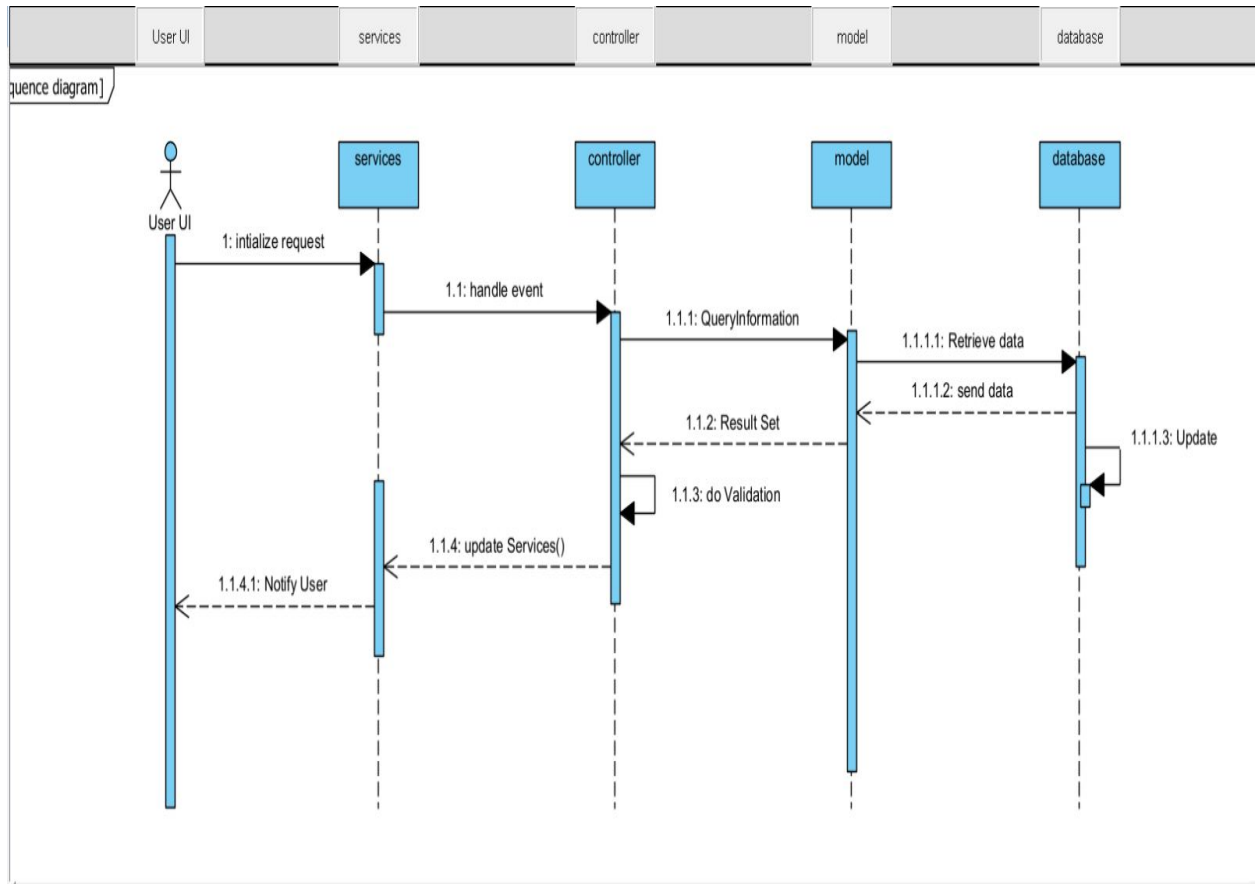 User UI
services
controller
model
database
quence diagram]
services
controller
model
database
User UI
1: intialize request
1.1: handle event
1.1.1: QueryInformation
1.1.1.1: Retrieve data
1.1.1.2: send data
1.1.2: Result Set
1.1.1.3: Update
1.1.3: do Validation
1.1.4: update Services()
1.1.4.1: Notify User